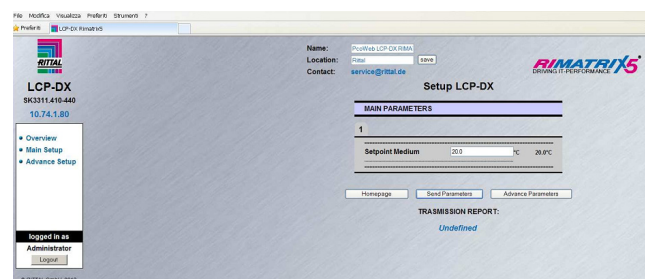 File Modifica Visualizza Preferiti Strumenti ?
Preferiti LCP-DX Rimatrix5
RITTAL
LCP-DX
SK3311.410-440
10.74.1.80
Overview
Main Setup
Advance Setup
logged in as
Administrator
Logout
Name: PcoWeb LCP-DX RIMA
Location: Rittal save
Contact: service@rittal.de
RIMATRIX5
DRIVING IT-PERFORMANCE
Setup LCP-DX
MAIN PARAMETERS
1
Setpoint Medium 20.0 °C 20.0°C
Homepage Send Parameters Advance Parameters
TRASMISSION REPORT:
Undefined